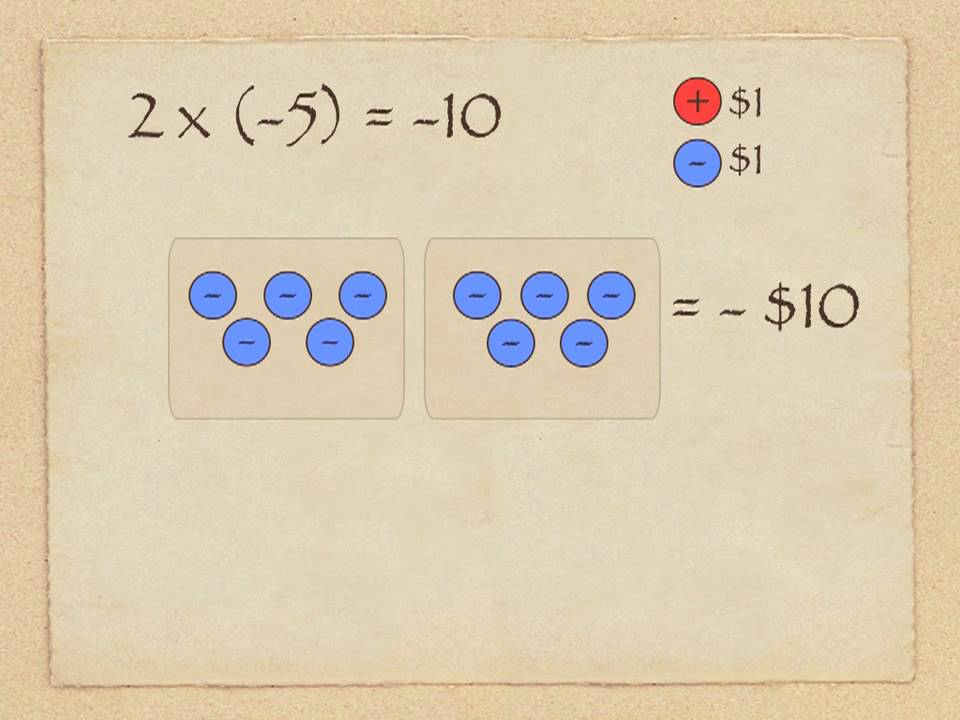 2 x (-5) = -10
+ $1
- $1
- - - - - -
- - - -
= - $10